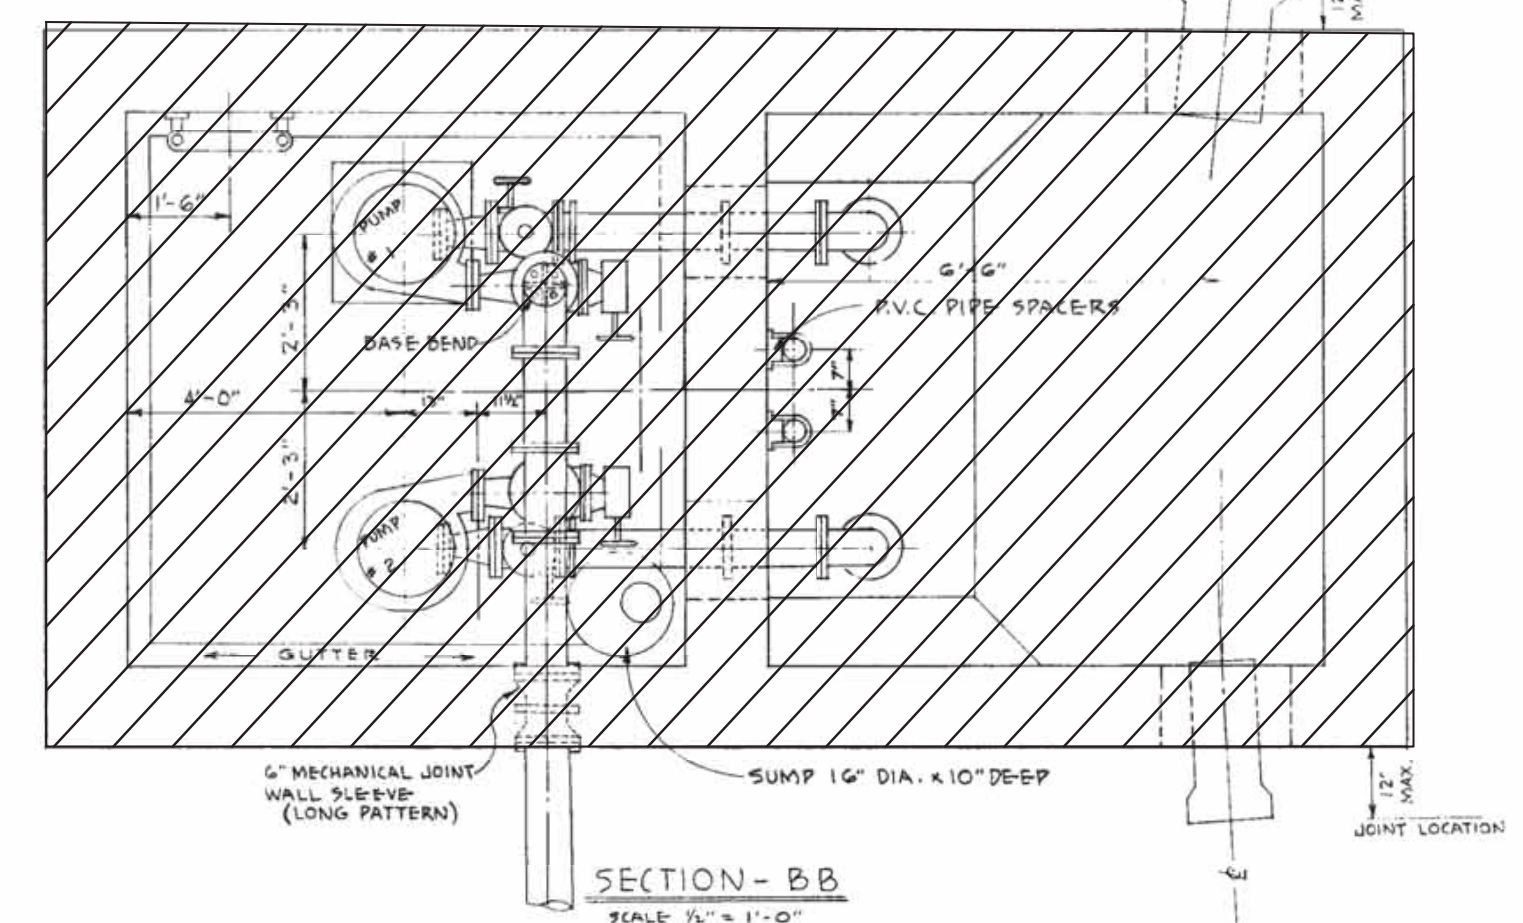 12"
MAX.
1'-6"
PUMP
# 1
6'-6"
P.V.C. PIPE SPACERS
2'-3"
BASE BEND
7"
4'-0"
13"
11½"
7"
2'-3"
PUMP
# 2
GUTTER
6" MECHANICAL JOINT
WALL SLEEVE
(LONG PATTERN)
SUMP 16" DIA. x 10" DEEP
12"
MAX.
JOINT LOCATION
℄
SECTION - BB
SCALE ½" = 1'-0"